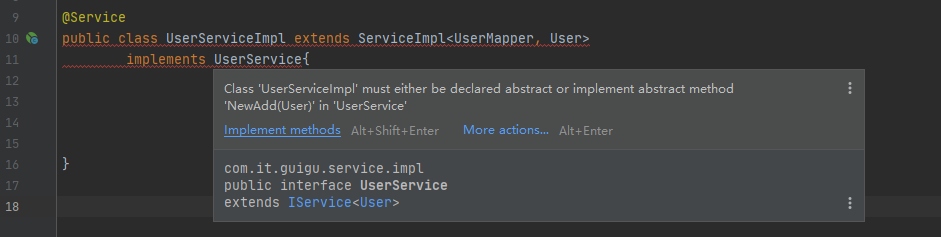 9 @Service
10 public class UserServiceImpl extends ServiceImpl<UserMapper, User>
11 implements UserService{
12
Class 'UserServiceImpl' must either be declared abstract or implement abstract method
13
'NewAdd(User)' in 'UserService'
14
Implement methods Alt+Shift+Enter More actions... Alt+Enter
15
16 }
com.it.guigu.service.impl
17
public interface UserService
18
extends IService<User>